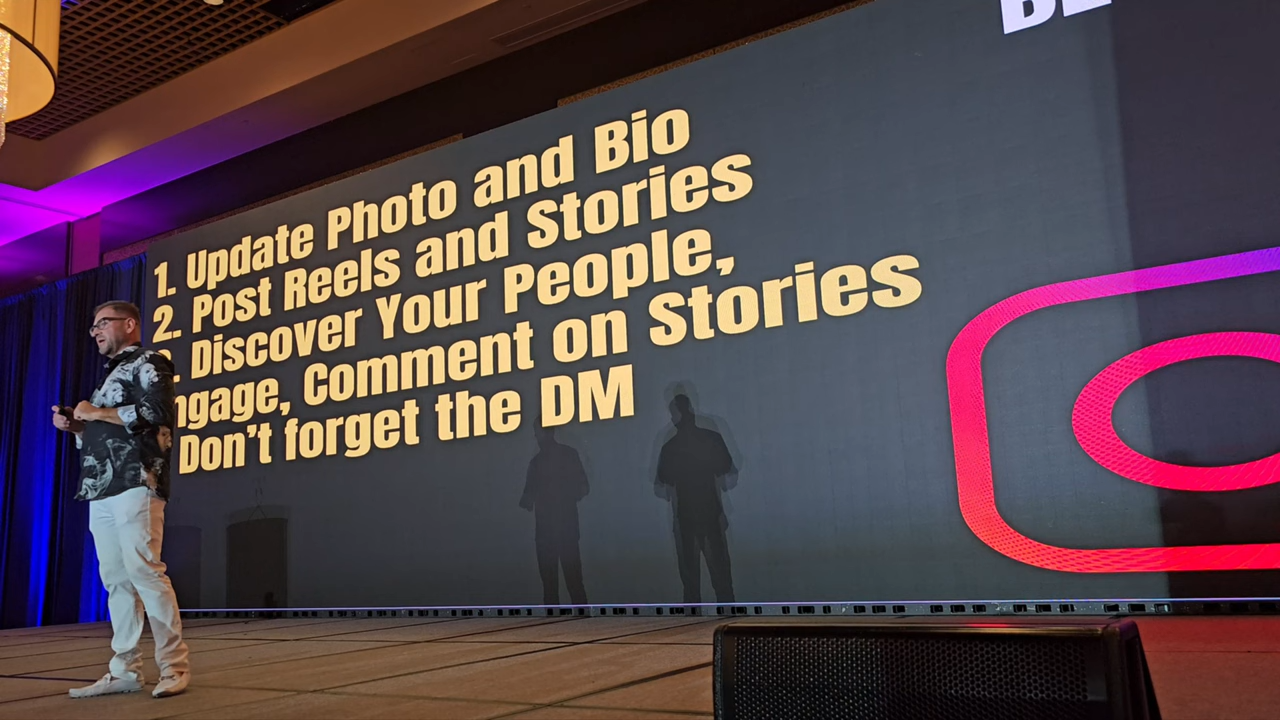 BE
1. Update Photo and Bio
2. Post Reels and Stories
. Discover Your People,
ngage, Comment on Stories
Don't forget the DM